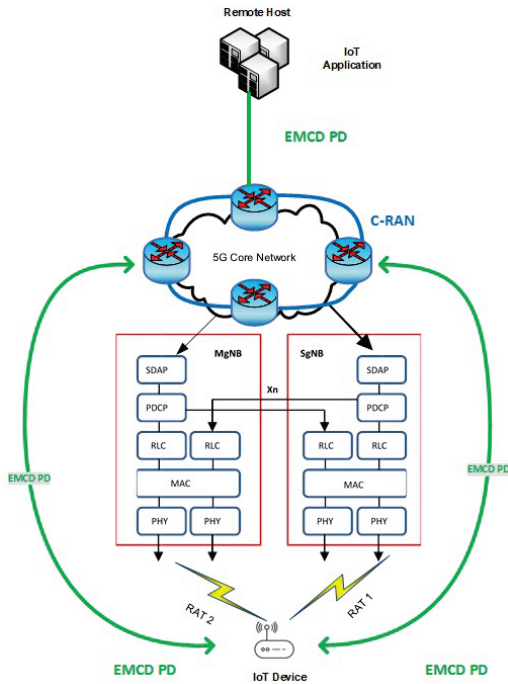 Remote Host
IoT
Application
EMCD PD
C-RAN
5G Core Network
MgNB
SgNB
SDAP
SDAP
Xn
PDCP
PDCP
RLC
RLC
RLC
RLC
EMCD PD
EMCD PD
MAC
MAC
PHY
PHY
PHY
PHY
RAT 2
RAT 1
EMCD PD
EMCD PD
IoT Device